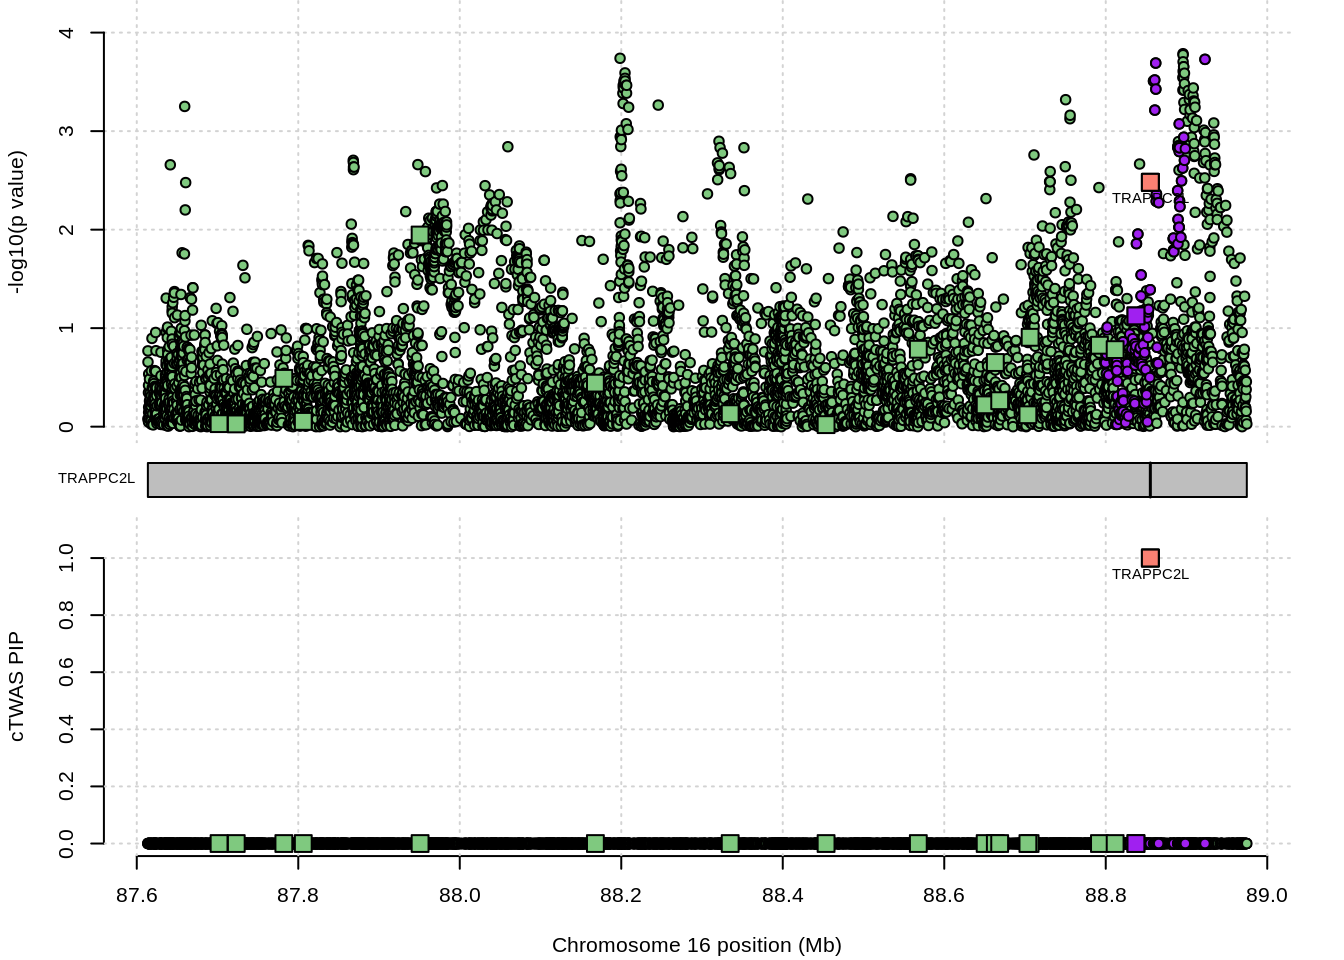 4
3
2
1
0
-log10(p value)
TRAPPC2L
TRAPPC2L
1.0
0.8
0.6
0.4
0.2
0.0
cTWAS PIP
TRAPPC2L
87.6 87.8 88.0 88.2 88.4 88.6 88.8 89.0
Chromosome 16 position (Mb)